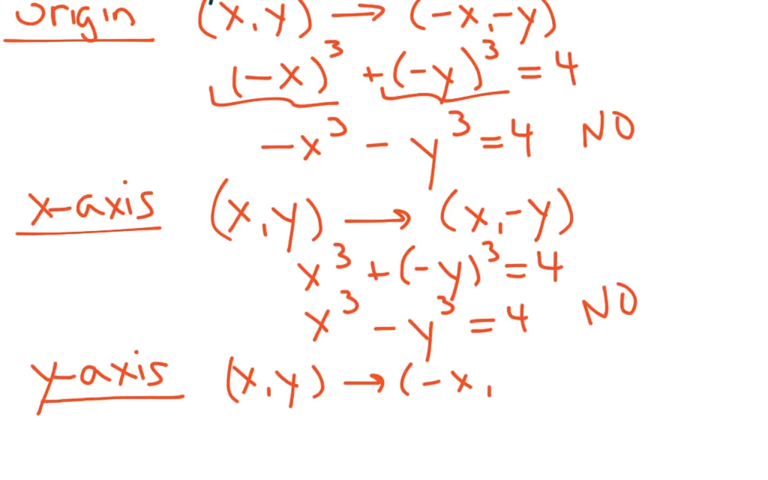 origin (x,y) → (-x,-y)
(-x)³ + (-y)³ = 4
-x³ - y³ = 4 NO
x-axis (x,y) → (x,-y)
x³ + (-y)³ = 4
x³ - y³ = 4 NO
y-axis (x,y) → (-x,